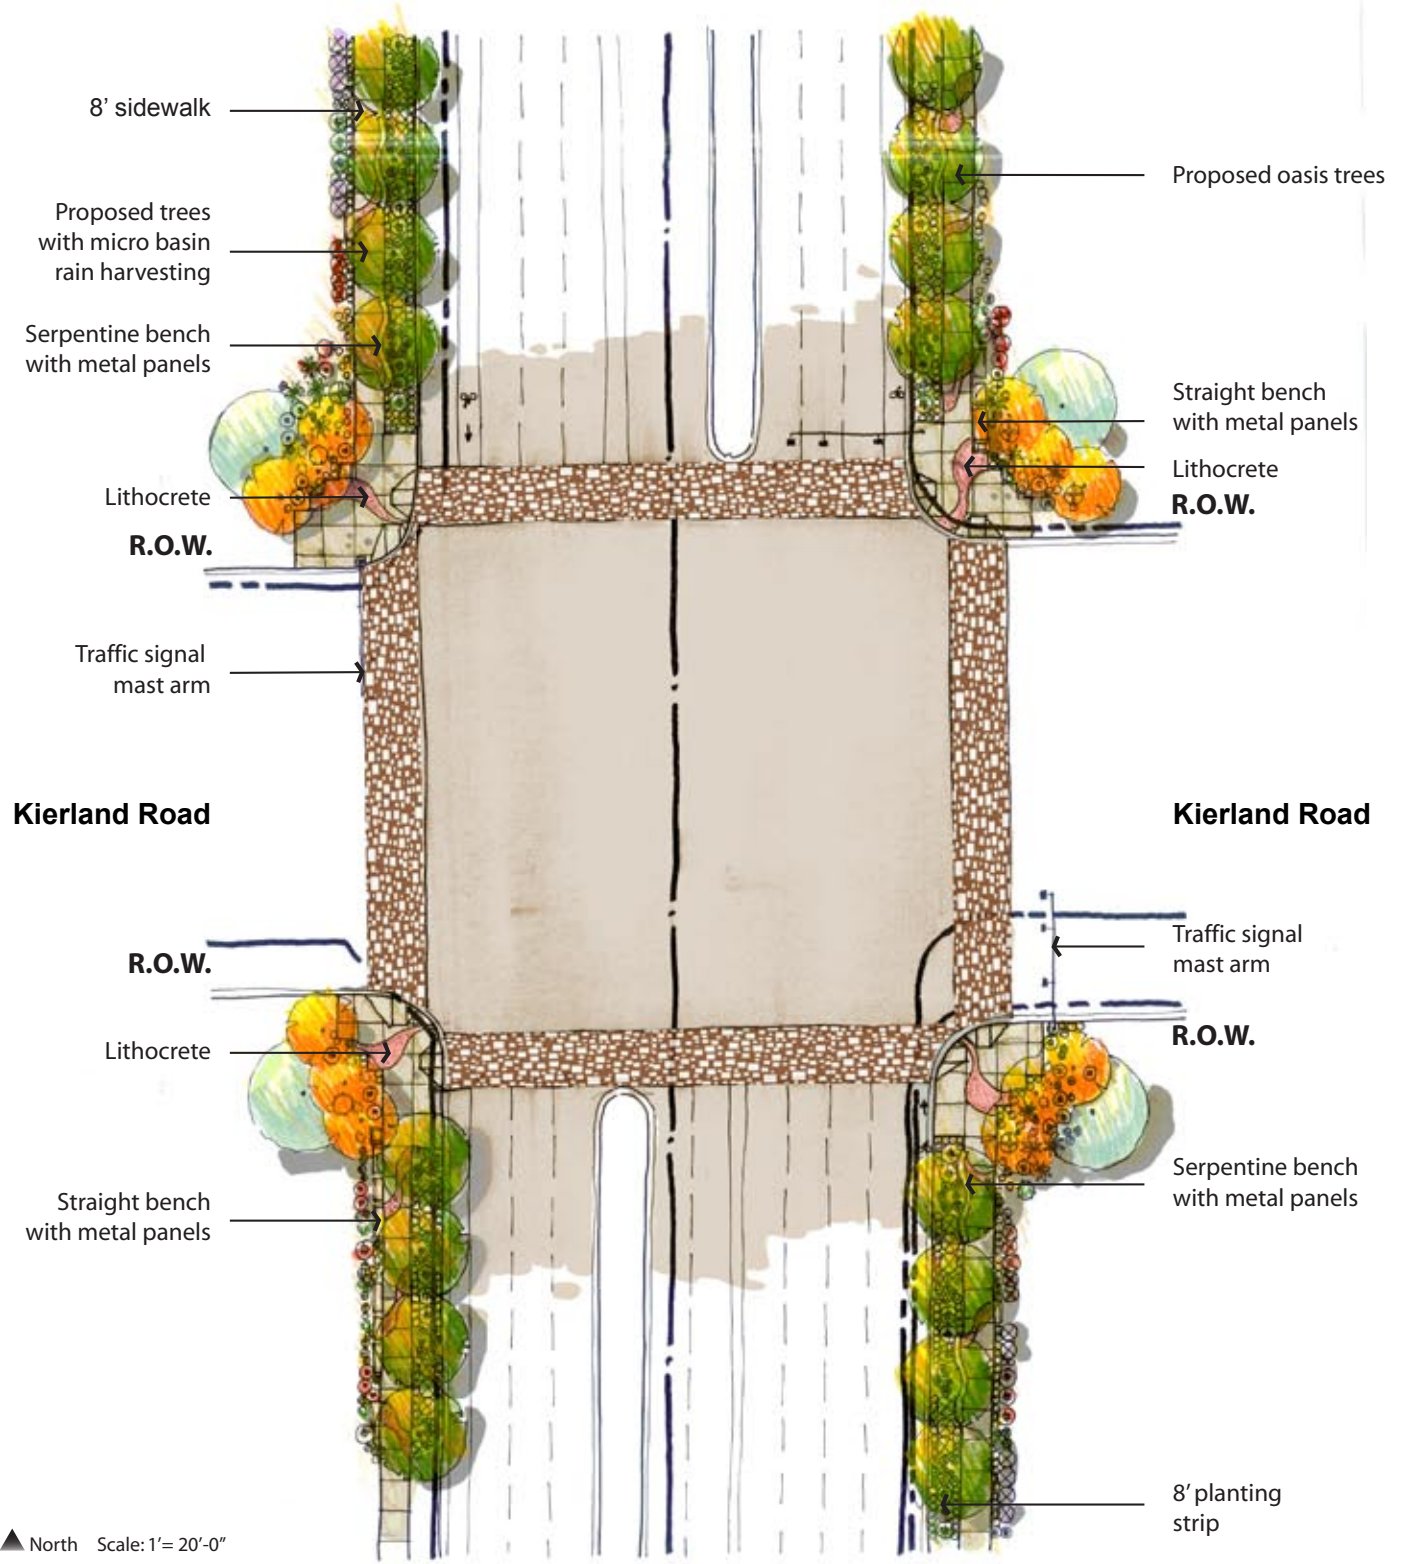 8’ sidewalk
Proposed trees
with micro basin
rain harvesting
Serpentine bench
with metal panels
Lithocrete
R.O.W.
Traffic signal
mast arm
Kierland Road
R.O.W.
Lithocrete
Straight bench
with metal panels
North Scale: 1’= 20’-0”
Proposed oasis trees
Straight bench
with metal panels
Lithocrete
R.O.W.
Kierland Road
Traffic signal
mast arm
R.O.W.
Serpentine bench
with metal panels
8’ planting
strip